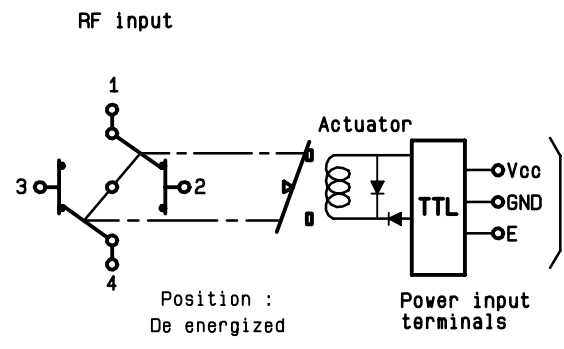 RF input
1
Actuator
3
2
TTL
Vcc
GND
E
4
Position :
De energized
Power input
terminals